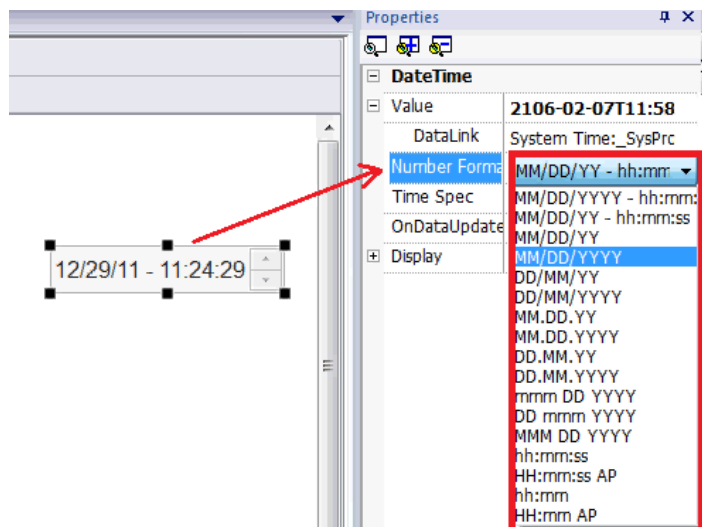 Properties
DateTime
Value 2106-02-07T11:58
DataLink System Time:_SysPrc
Number Forma MM/DD/YY - hh:mm
Time Spec
OnDataUpdate
Display
12/29/11 - 11:24:29
MM/DD/YYYY - hh:mm:
MM/DD/YY - hh:mm:ss
MM/DD/YY
MM/DD/YYYY
DD/MM/YY
DD/MM/YYYY
MM.DD.YY
MM.DD.YYYY
DD.MM.YY
DD.MM.YYYY
mmm DD YYYY
DD mmm YYYY
MMM DD YYYY
hh:mm:ss
HH:mm:ss AP
hh:mm
HH:mm AP